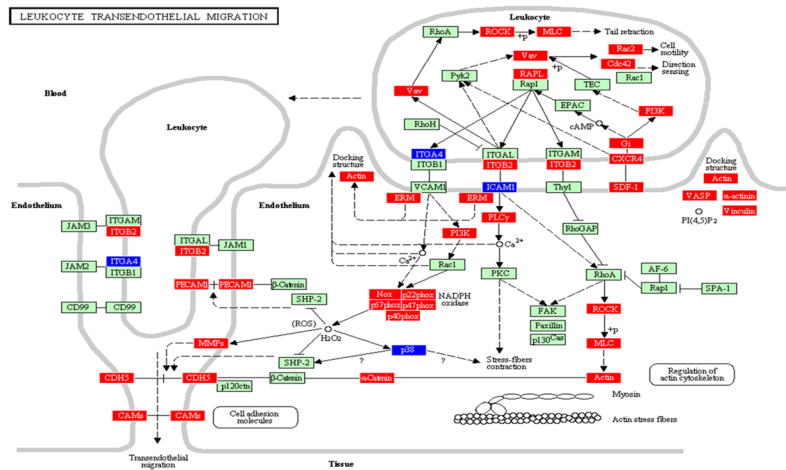 LEUKOCYTE TRANSENDOTHELIAL MIGRATION
Leukocyte
RhoA
ROCK
+p
MLC
Tail retraction
Vav
Rac2
Cell motility
Cdc42
Direction sensing
Rac1
+p
Pyk2
RAPL
Rap1
TEC
Vav
EPAC
PI3K
cAMP
RhoH
Gi
Blood
Leukocyte
ITGA4
ITGB1
ITGAL
ITGB2
ITGAM
ITGB2
CXCR4
Docking structure
Actin
VCAM1
ICAM1
Thy1
SDF-1
ERM
ERM
Docking structure
Actin
VASP
α-actinin
Vinculin
PI(4,5)P2
Endothelium
Endothelium
JAM3
ITGAM
ITGB2
ITGAL
ITGB2
JAM1
JAM2
ITGA4
ITGB1
PECAM1
PECAM1
β-Catenin
CD99
CD99
SHP-2
PI3K
PLCγ
RhoGAP
Ca2+
Ca2+
Rac1
PKC
RhoA
AF-6
Rap1
SPA-1
Nox
p22phox
p67phox
p47phox
p40phox
NADPH oxidase
FAK
Paxillin
p130Cas
ROCK
+p
MLC
(ROS)
H2O2
MMPs
SHP-2
p38
?
?
Stress-fibers contraction
CDH5
CDH5
p120ctn
β-Catenin
α-Catenin
Actin
Regulation of actin cytoskeleton
Myosin
Actin stress fibers
CAMs
CAMs
Cell adhesion molecules
Transendothelial migration
Tissue